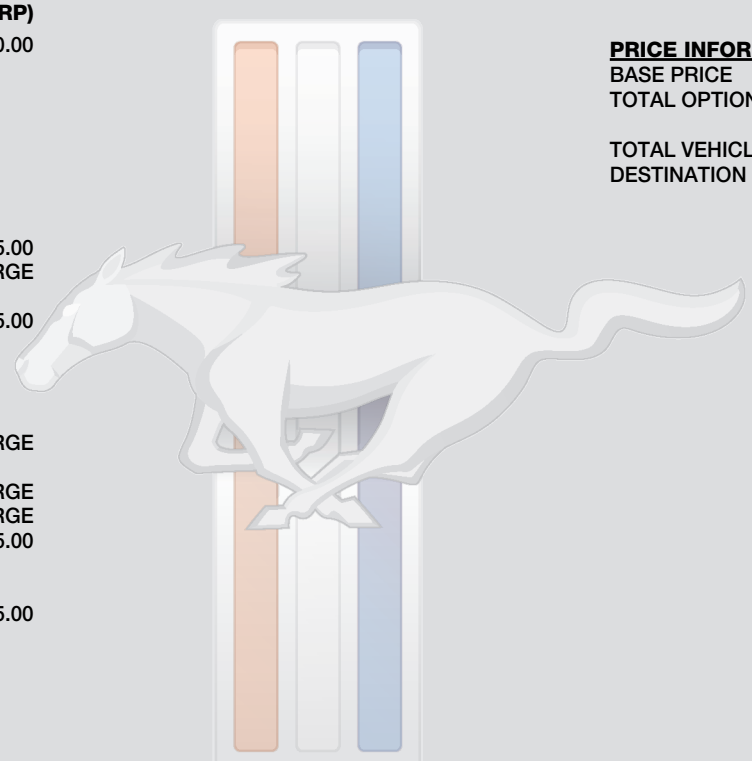 RP)
0.00
5.00
RGE
5.00
RGE
RGE
RGE
5.00
5.00
PRICE INFOR
BASE PRICE
TOTAL OPTION
TOTAL VEHICL
DESTINATION